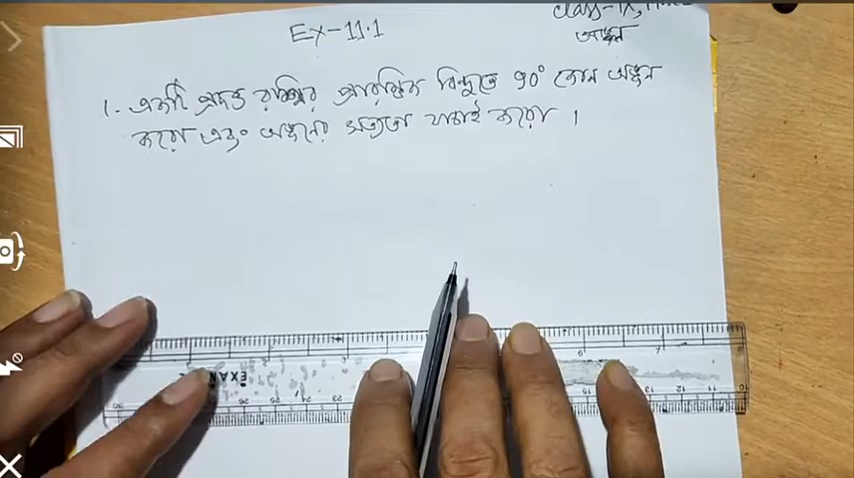 Ex-11.1
Class-IX,
অঙ্কন
1. একটি প্রদত্ত রশ্মির প্রারম্ভিক বিন্দুতে 90° কোন অঙ্কন
করো এবং অঙ্কনের সত্যতা যাচাই করো ।
EXAM